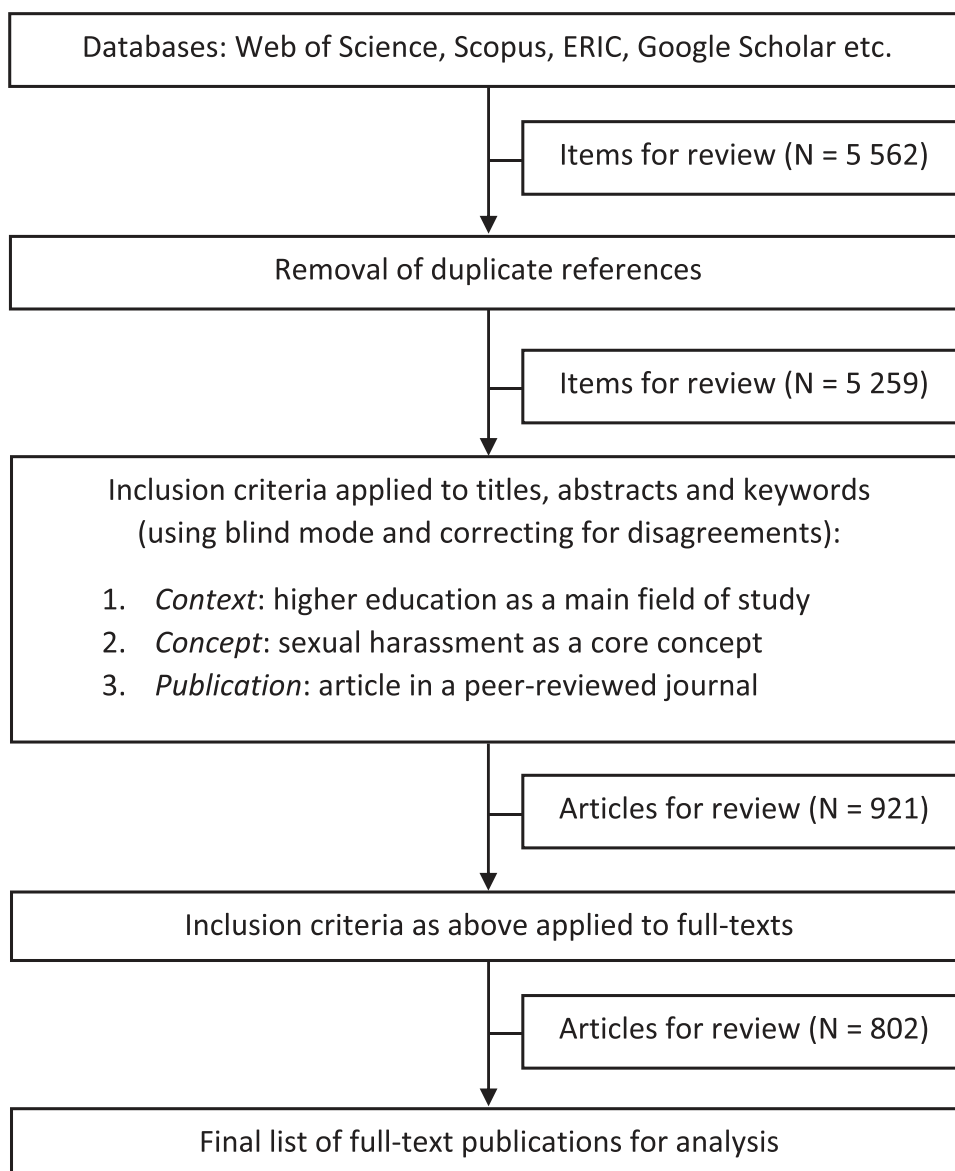 Databases: Web of Science, Scopus, ERIC, Google Scholar etc.
Items for review (N = 5 562)
Removal of duplicate references
Items for review (N = 5 259)
Inclusion criteria applied to titles, abstracts and keywords
(using blind mode and correcting for disagreements):
1. Context: higher education as a main field of study
2. Concept: sexual harassment as a core concept
3. Publication: article in a peer-reviewed journal
Articles for review (N = 921)
Inclusion criteria as above applied to full-texts
Articles for review (N = 802)
Final list of full-text publications for analysis